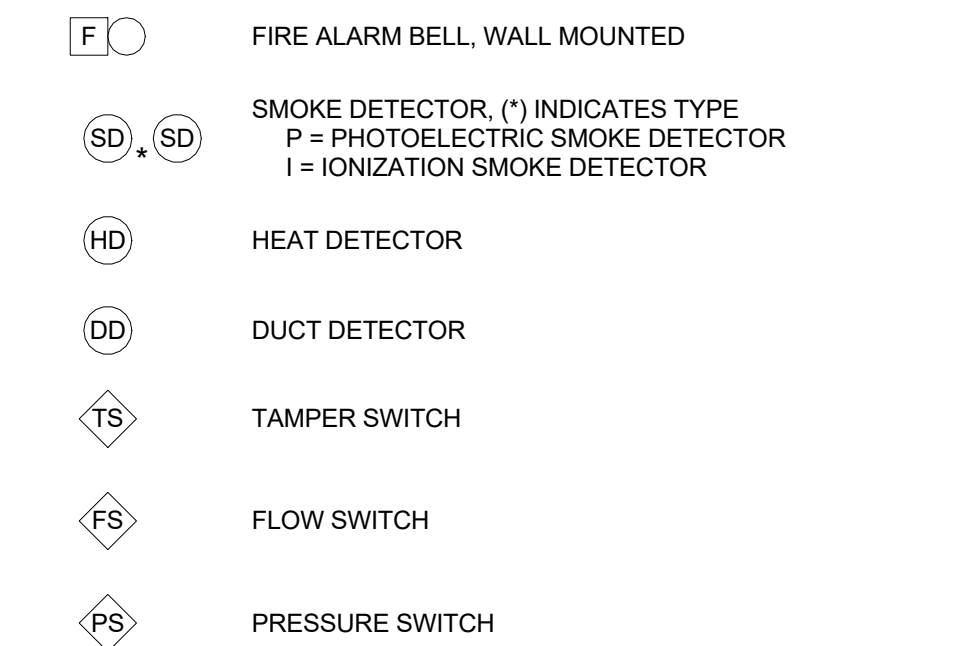 F FIRE ALARM BELL, WALL MOUNTED
SMOKE DETECTOR, (*) INDICATES TYPE
SD * SD P = PHOTOELECTRIC SMOKE DETECTOR
I = IONIZATION SMOKE DETECTOR
HD HEAT DETECTOR
DD DUCT DETECTOR
TS TAMPER SWITCH
FS FLOW SWITCH
PS PRESSURE SWITCH